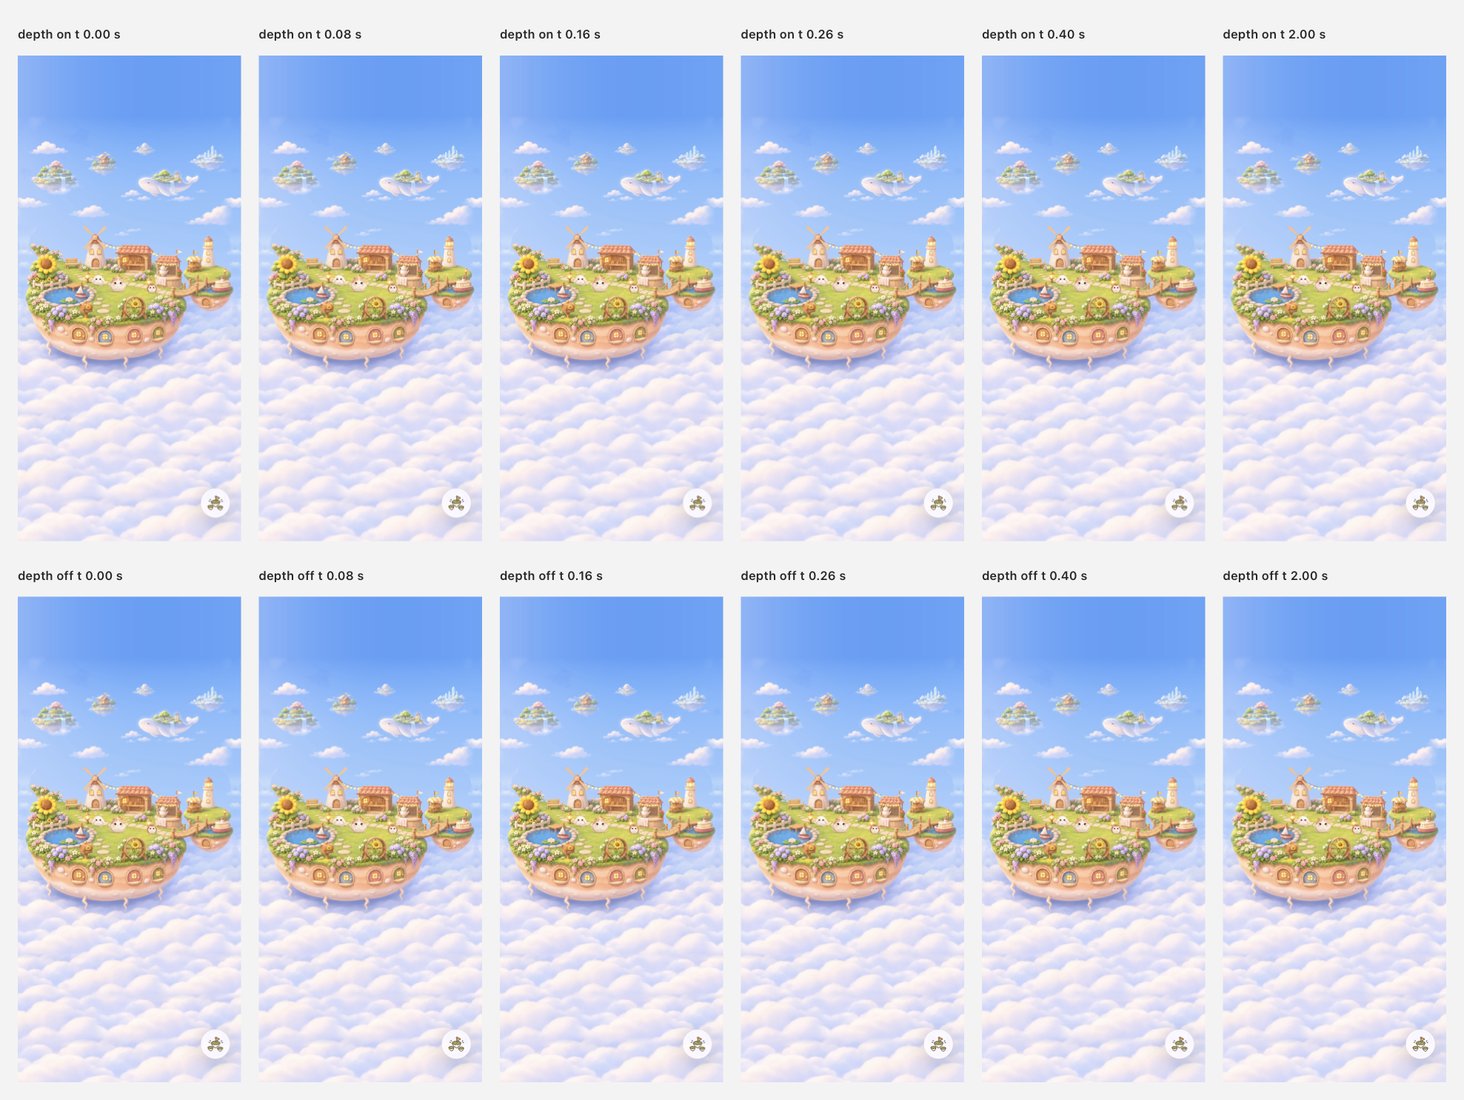 depth on t 0.00 s
depth on t 0.08 s
depth on t 0.16 s
depth on t 0.26 s
depth on t 0.40 s
depth on t 2.00 s
depth off t 0.00 s
depth off t 0.08 s
depth off t 0.16 s
depth off t 0.26 s
depth off t 0.40 s
depth off t 2.00 s